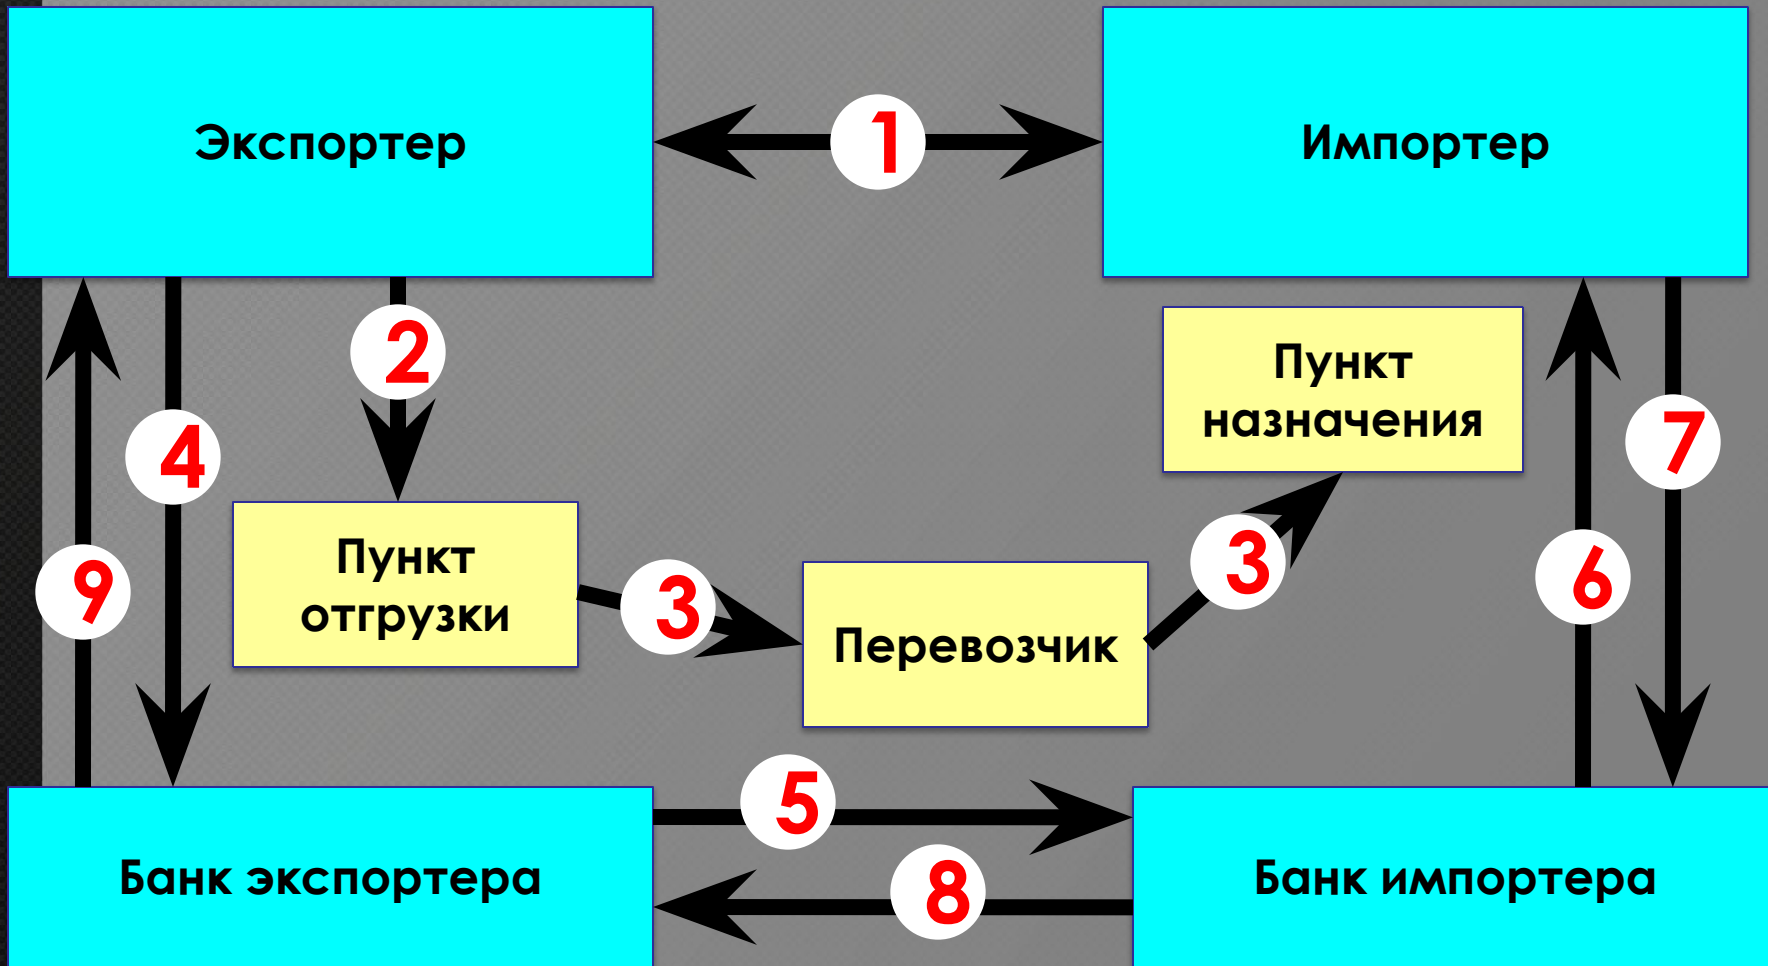 Экспортер
Импортер
1
2
Пункт
назначения
4
7
Пункт
отгрузки
3
3
9
6
Перевозчик
5
8
Банк экспортера
Банк импортера